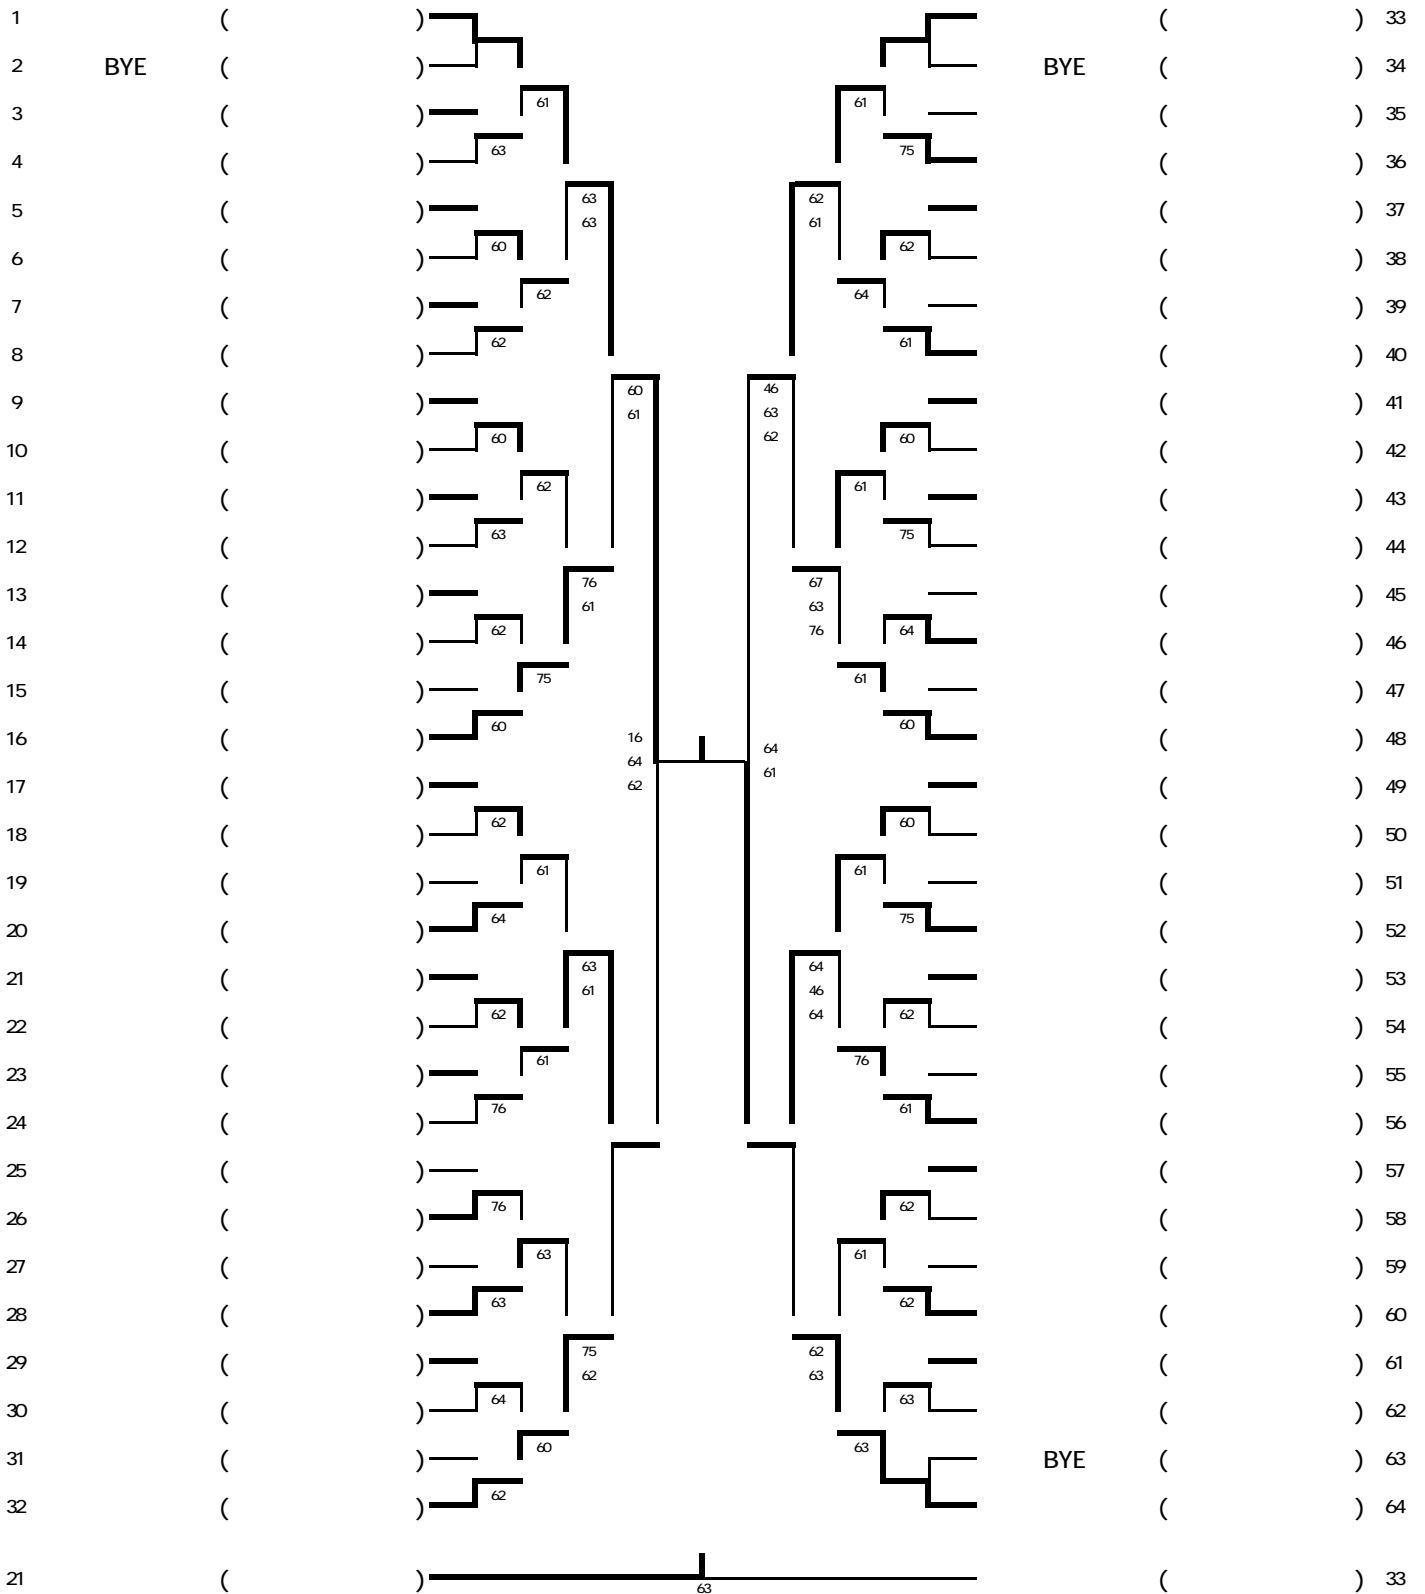 1 ( ) ( ) 33
2 BYE ( ) BYE ( ) 34
61 61
3 ( ) ( ) 35
63 75
4 ( ) ( ) 36
63 62
5 ( ) ( ) 37
63 61
60 62
6 ( ) ( ) 38
62 64
7 ( ) ( ) 39
62 61
8 ( ) ( ) 40
60 46
9 ( ) ( ) 41
61 63
60 62 60
10 ( ) ( ) 42
62 61
11 ( ) ( ) 43
63 75
12 ( ) ( ) 44
76 67
13 ( ) ( ) 45
61 63
62 76 64
14 ( ) ( ) 46
75 61
15 ( ) ( ) 47
60 60
16 ( ) 16 64 ( ) 48
64 61
17 ( ) 62 ( ) 49
62 60
18 ( ) ( ) 50
61 61
19 ( ) ( ) 51
64 75
20 ( ) ( ) 52
63 64
21 ( ) ( ) 53
61 46
62 64 62
22 ( ) ( ) 54
61 76
23 ( ) ( ) 55
76 61
24 ( ) ( ) 56
25 ( ) ( ) 57
76 62
26 ( ) ( ) 58
63 61
27 ( ) ( ) 59
63 62
28 ( ) ( ) 60
75 62
29 ( ) ( ) 61
62 63
64 63
30 ( ) ( ) 62
60 63
31 ( ) BYE ( ) 63
62
32 ( ) ( ) 64
21 ( ) 63 ( ) 33